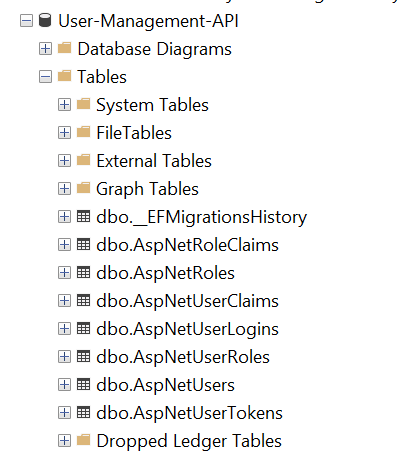 User-Management-API
Database Diagrams
Tables
System Tables
FileTables
External Tables
Graph Tables
dbo.__EFMigrationsHistory
dbo.AspNetRoleClaims
dbo.AspNetRoles
dbo.AspNetUserClaims
dbo.AspNetUserLogins
dbo.AspNetUserRoles
dbo.AspNetUsers
dbo.AspNetUserTokens
Dropped Ledger Tables